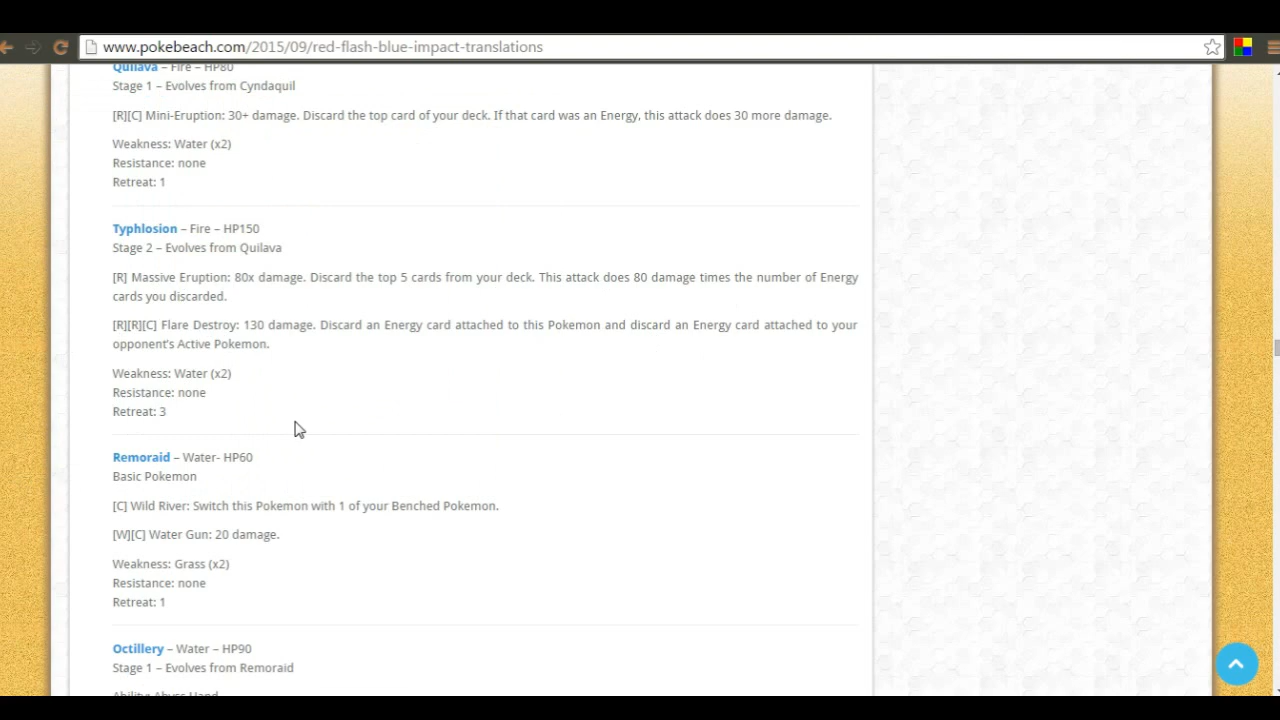 www.pokebeach.com/2015/09/red-flash-blue-impact-translations
Quilava – Fire – HP80
Stage 1 – Evolves from Cyndaquil
[R][C] Mini-Eruption: 30+ damage. Discard the top card of your deck. If that card was an Energy, this attack does 30 more damage.
Weakness: Water (x2)
Resistance: none
Retreat: 1
Typhlosion – Fire – HP150
Stage 2 – Evolves from Quilava
[R] Massive Eruption: 80x damage. Discard the top 5 cards from your deck. This attack does 80 damage times the number of Energy
cards you discarded.
[R][R][C] Flare Destroy: 130 damage. Discard an Energy card attached to this Pokemon and discard an Energy card attached to your
opponent's Active Pokemon.
Weakness: Water (x2)
Resistance: none
Retreat: 3
Remoraid – Water- HP60
Basic Pokemon
[C] Wild River: Switch this Pokemon with 1 of your Benched Pokemon.
[W][C] Water Gun: 20 damage.
Weakness: Grass (x2)
Resistance: none
Retreat: 1
Octillery – Water – HP90
Stage 1 – Evolves from Remoraid
Ability: Abyss Hand